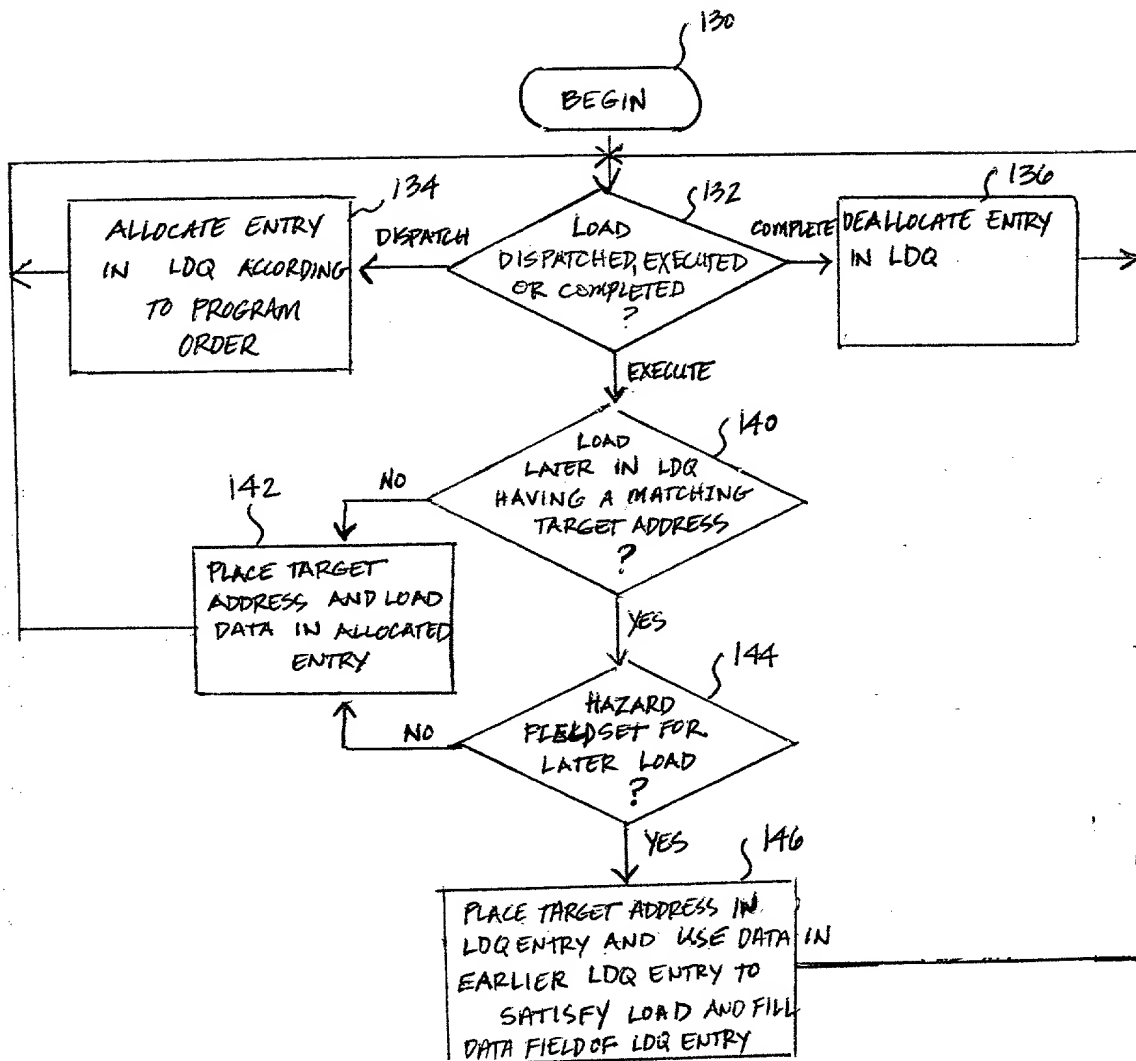 130
BEGIN
134
ALLOCATE ENTRY
IN LDQ ACCORDING
TO PROGRAM
ORDER
DISPATCH
132
LOAD
DISPATCHED, EXECUTED
OR COMPLETED
?
COMPLETE
136
DEALLOCATE ENTRY
IN LDQ
EXECUTE
140
LOAD
LATER IN LDQ
HAVING A MATCHING
TARGET ADDRESS
?
NO
142
PLACE TARGET
ADDRESS AND LOAD
DATA IN ALLOCATED
ENTRY
YES
144
HAZARD
FIELD SET FOR
LATER LOAD
?
NO
YES
146
PLACE TARGET ADDRESS IN
LDQ ENTRY AND USE DATA IN
EARLIER LDQ ENTRY TO
SATISFY LOAD AND FILL
DATA FIELD OF LDQ ENTRY